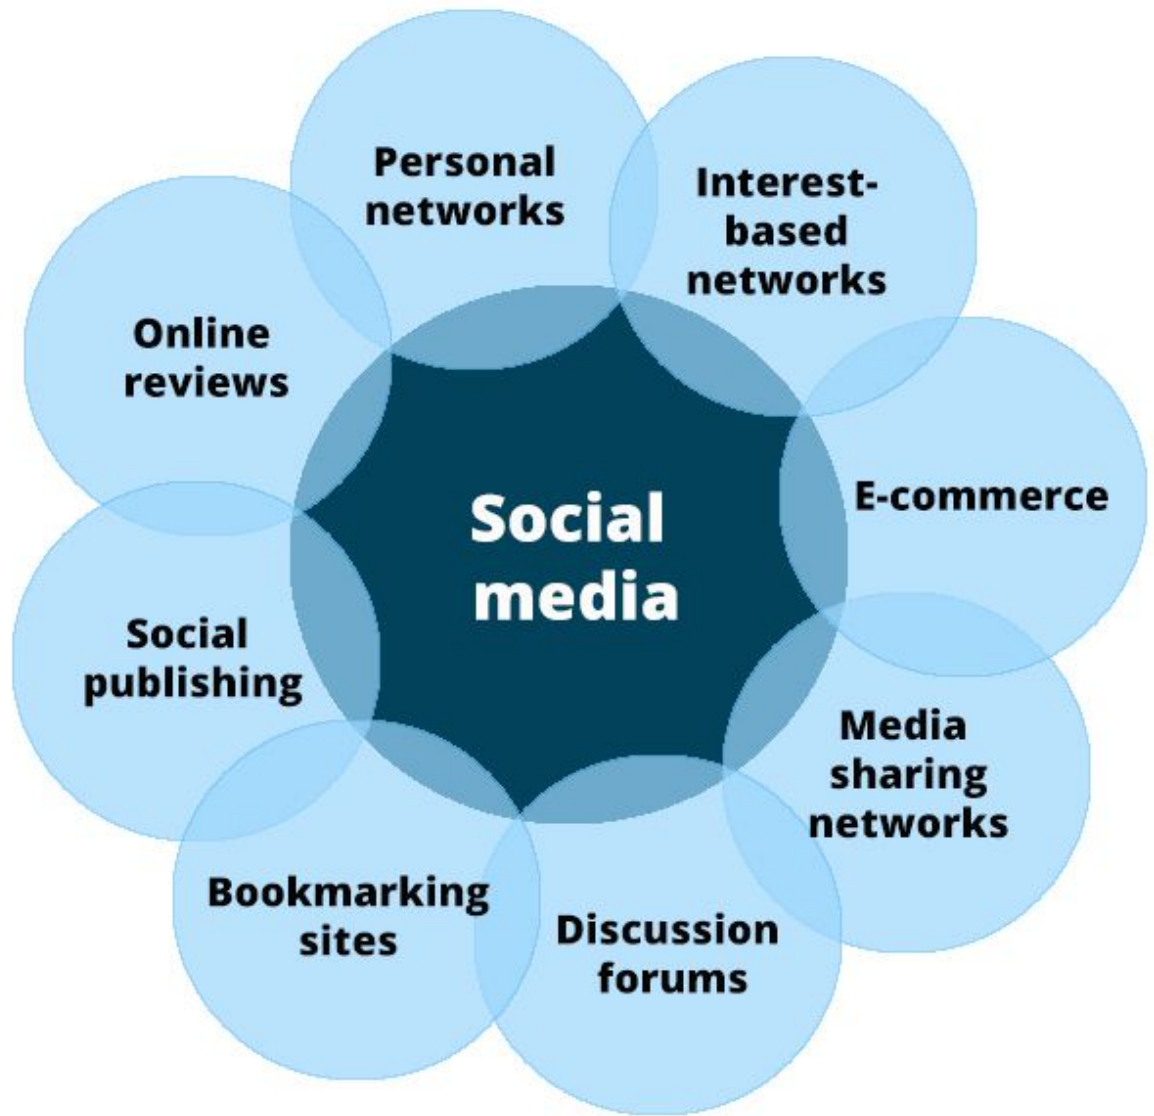 Personal
networks
Interest-
based
networks
Online
reviews
E-commerce
Social
media
Social
publishing
Media
sharing
networks
Bookmarking
sites
Discussion
forums